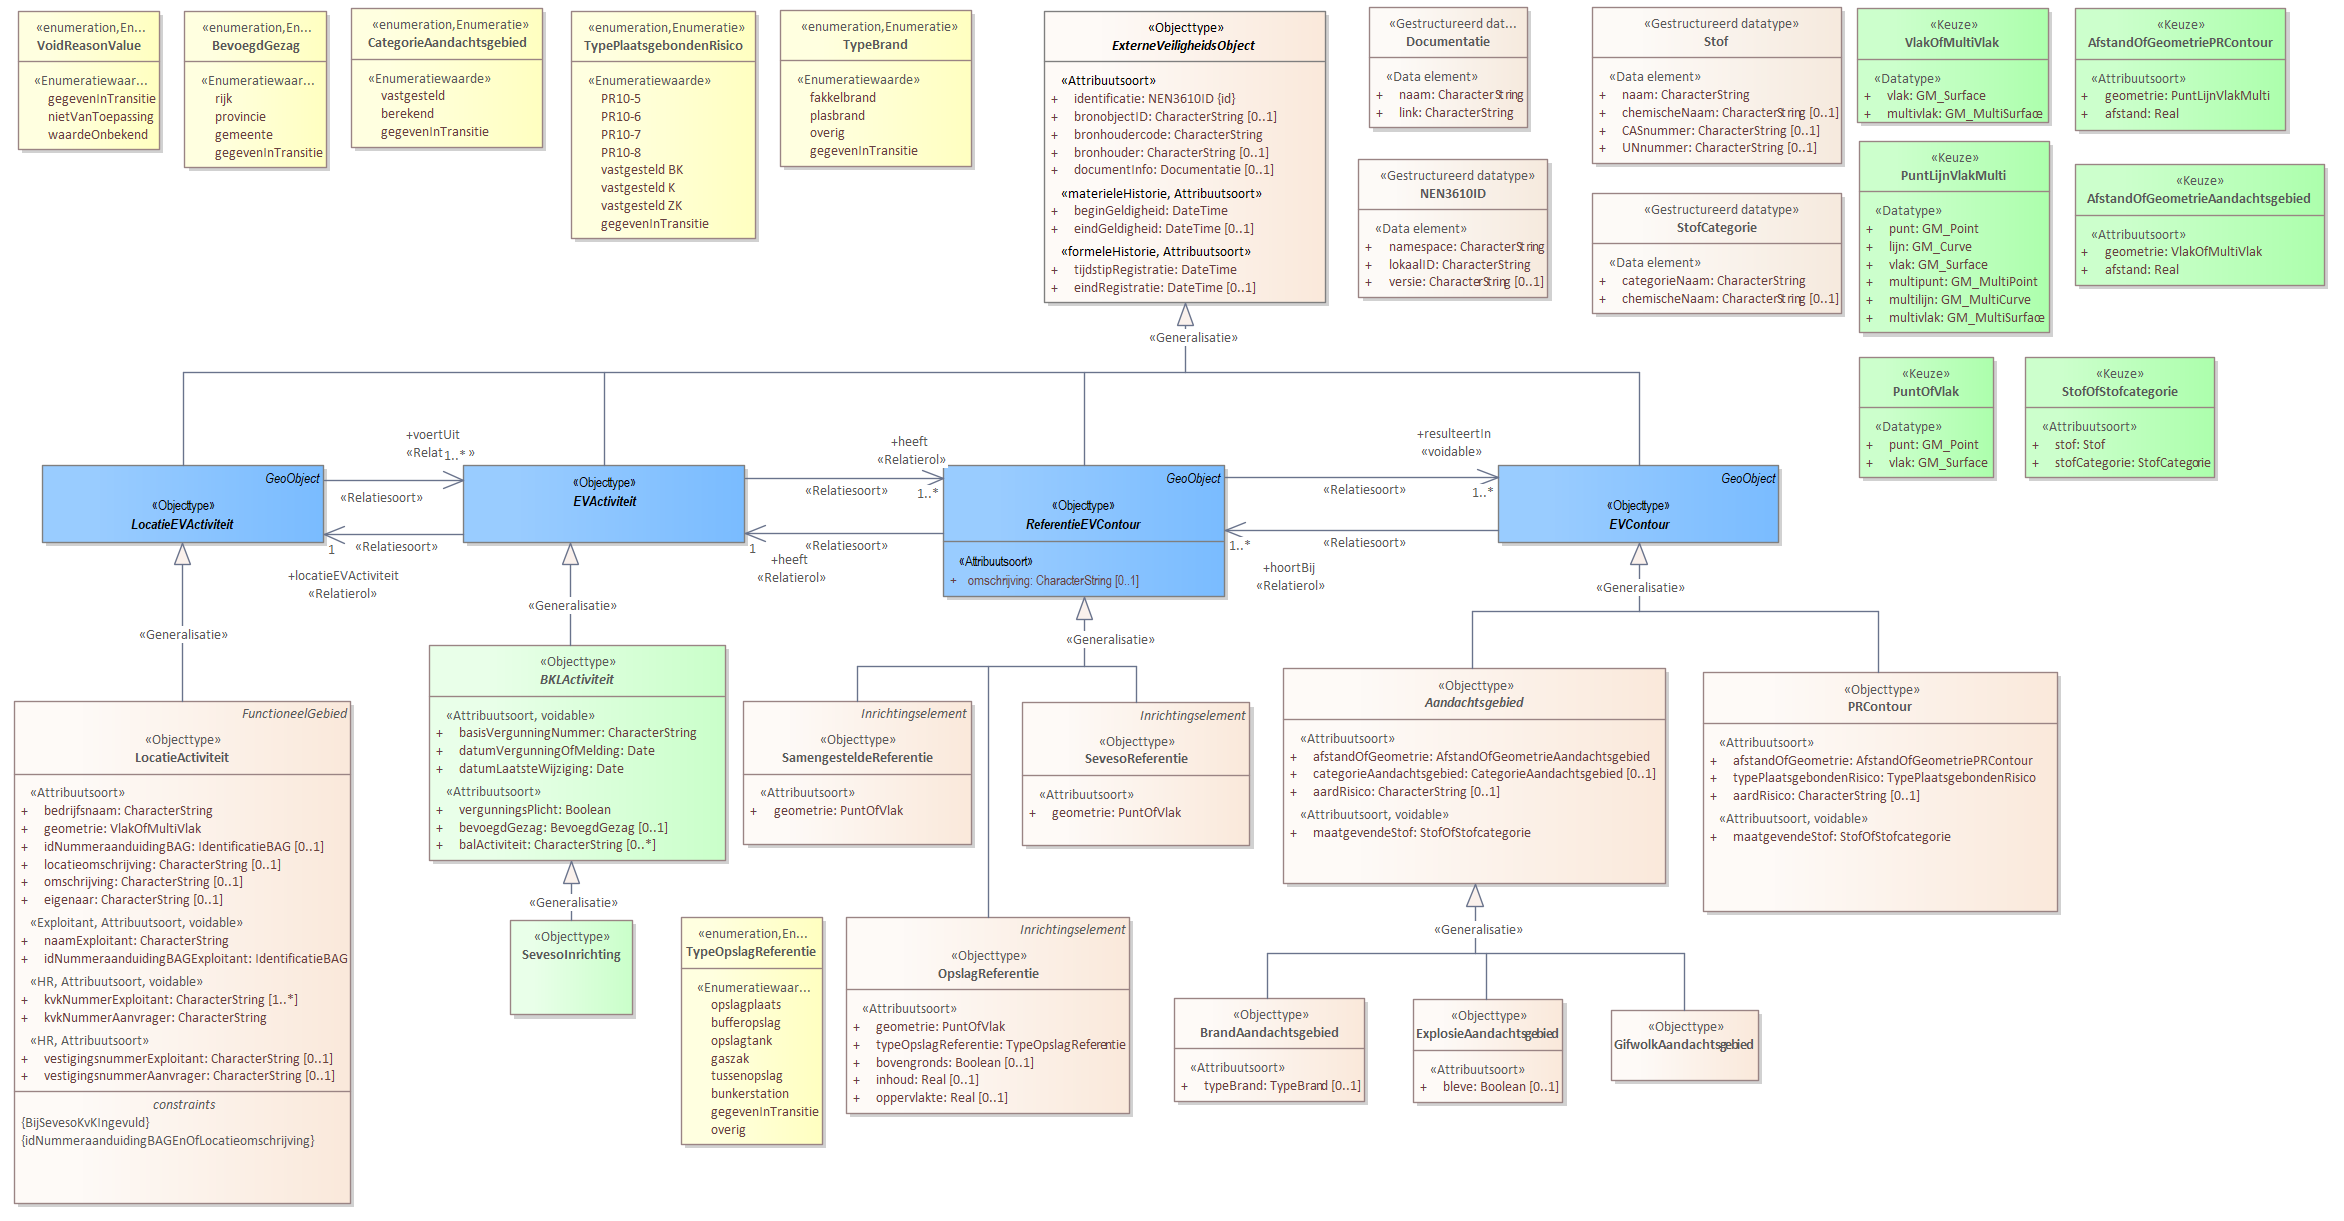 «enumeration,En...
VoidReasonValue
«Enumeratiewaar...
gegevenInTransitie
nietVanToepassing
waardeOnbekend
«enumeration,En...
BevoegdGezag
«Enumeratiewaar...
rijk
provincie
gemeente
gegevenInTransitie
«enumeration,Enumeratie»
CategorieAandachtsgebied
«Enumeratiewaarde»
vastgesteld
berekend
gegevenInTransitie
«enumeration,Enumeratie»
TypePlaatsgebondenRisico
«Enumeratiewaarde»
PR10-5
PR10-6
PR10-7
PR10-8
vastgesteld BK
vastgesteld K
vastgesteld ZK
gegevenInTransitie
«enumeration,Enumeratie»
TypeBrand
«Enumeratiewaarde»
fakkelbrand
plasbrand
overig
gegevenInTransitie
«Objecttype»
ExterneVeiligheidsObject
«Attribuutsoort»
+ identificatie: NEN3610ID {id}
+ bronobjectID: CharacterString [0..1]
+ bronhoudercode: CharacterString
+ bronhouder: CharacterString [0..1]
+ documentInfo: Documentatie [0..1]
«materieleHistorie, Attribuutsoort»
+ beginGeldigheid: DateTime
+ eindGeldigheid: DateTime [0..1]
«formeleHistorie, Attribuutsoort»
+ tijdstipRegistratie: DateTime
+ eindRegistratie: DateTime [0..1]
«Gestructureerd dat...
Documentatie
«Data element»
+ naam: CharacterString
+ link: CharacterString
«Gestructureerd datatype»
NEN3610ID
«Data element»
+ namespace: CharacterString
+ lokaalID: CharacterString
+ versie: CharacterString [0..1]
«Gestructureerd datatype»
Stof
«Data element»
+ naam: CharacterString
+ chemischeNaam: CharacterString [0..1]
+ CASnummer: CharacterString [0..1]
+ UNnummer: CharacterString [0..1]
«Gestructureerd datatype»
StofCategorie
«Data element»
+ categorieNaam: CharacterString
+ chemischeNaam: CharacterString [0..1]
«Keuze»
VlakOfMultiVlak
«Datatype»
+ vlak: GM_Surface
+ multivlak: GM_MultiSurface
«Keuze»
PuntLijnVlakMulti
«Datatype»
+ punt: GM_Point
+ lijn: GM_Curve
+ vlak: GM_Surface
+ multipunt: GM_MultiPoint
+ multilijn: GM_MultiCurve
+ multivlak: GM_MultiSurface
«Keuze»
AfstandOfGeometriePRContour
«Attribuutsoort»
+ geometrie: PuntLijnVlakMulti
+ afstand: Real
«Keuze»
AfstandOfGeometrieAandachtsgebied
«Attribuutsoort»
+ geometrie: VlakOfMultiVlak
+ afstand: Real
«Keuze»
PuntOfVlak
«Datatype»
+ punt: GM_Point
+ vlak: GM_Surface
«Keuze»
StofOfStofcategorie
«Attribuutsoort»
+ stof: Stof
+ stofCategorie: StofCategorie
«Generalisatie»
GeoObject
«Objecttype»
LocatieEVActiviteit
+voertUit
«Relat 1..* »
«Relatiesoort»
1
«Relatiesoort»
+locatieEVActiviteit
«Relatierol»
«Objecttype»
EVActiviteit
+heeft
«Relatierol»
«Relatiesoort»
1..*
1
«Relatiesoort»
+heeft
«Relatierol»
GeoObject
«Objecttype»
ReferentieEVContour
«Attribuutsoort»
+ omschrijving: CharacterString [0..1]
+resulteertIn
«voidable»
«Relatiesoort»
1..*
1..*
«Relatiesoort»
+hoortBij
«Relatierol»
GeoObject
«Objecttype»
EVContour
«Generalisatie»
«Generalisatie»
«Generalisatie»
«Generalisatie»
FunctioneelGebied
«Objecttype»
LocatieActiviteit
«Attribuutsoort»
+ bedrijfsnaam: CharacterString
+ geometrie: VlakOfMultiVlak
+ idNummeraanduidingBAG: IdentificatieBAG [0..1]
+ locatieomschrijving: CharacterString [0..1]
+ omschrijving: CharacterString [0..1]
+ eigenaar: CharacterString [0..1]
«Exploitant, Attribuutsoort, voidable»
+ naamExploitant: CharacterString
+ idNummeraanduidingBAGExploitant: IdentificatieBAG
«HR, Attribuutsoort, voidable»
+ kvkNummerExploitant: CharacterString [1..*]
+ kvkNummerAanvrager: CharacterString
«HR, Attribuutsoort»
+ vestigingsnummerExploitant: CharacterString [0..1]
+ vestigingsnummerAanvrager: CharacterString [0..1]
constraints
{BijSevesoKvKIngevuld}
{idNummeraanduidingBAGEnOfLocatieomschrijving}
«Objecttype»
BKLActiviteit
«Attribuutsoort, voidable»
+ basisVergunningNummer: CharacterString
+ datumVergunningOfMelding: Date
+ datumLaatsteWijziging: Date
«Attribuutsoort»
+ vergunningsPlicht: Boolean
+ bevoegdGezag: BevoegdGezag [0..1]
+ balActiviteit: CharacterString [0..*]
«Generalisatie»
«Objecttype»
SevesoInrichting
«enumeration,En...
TypeOpslagReferentie
«Enumeratiewaar...
opslagplaats
bufferopslag
opslagtank
gaszak
tussenopslag
bunkerstation
gegevenInTransitie
overig
Inrichtingselement
«Objecttype»
SamengesteldeReferentie
«Attribuutsoort»
+ geometrie: PuntOfVlak
Inrichtingselement
«Objecttype»
SevesoReferentie
«Attribuutsoort»
+ geometrie: PuntOfVlak
Inrichtingselement
«Objecttype»
OpslagReferentie
«Attribuutsoort»
+ geometrie: PuntOfVlak
+ typeOpslagReferentie: TypeOpslagReferentie
+ bovengronds: Boolean [0..1]
+ inhoud: Real [0..1]
+ oppervlakte: Real [0..1]
«Objecttype»
Aandachtsgebied
«Attribuutsoort»
+ afstandOfGeometrie: AfstandOfGeometrieAandachtsgebied
+ categorieAandachtsgebied: CategorieAandachtsgebied [0..1]
+ aardRisico: CharacterString [0..1]
«Attribuutsoort, voidable»
+ maatgevendeStof: StofOfStofcategorie
«Objecttype»
PRContour
«Attribuutsoort»
+ afstandOfGeometrie: AfstandOfGeometriePRContour
+ typePlaatsgebondenRisico: TypePlaatsgebondenRisico
+ aardRisico: CharacterString [0..1]
«Attribuutsoort, voidable»
+ maatgevendeStof: StofOfStofcategorie
«Generalisatie»
«Objecttype»
BrandAandachtsgebied
«Attribuutsoort»
+ typeBrand: TypeBrand [0..1]
«Objecttype»
ExplosieAandachtsgebied
«Attribuutsoort»
+ bleve: Boolean [0..1]
«Objecttype»
GifwolkAandachtsgebied